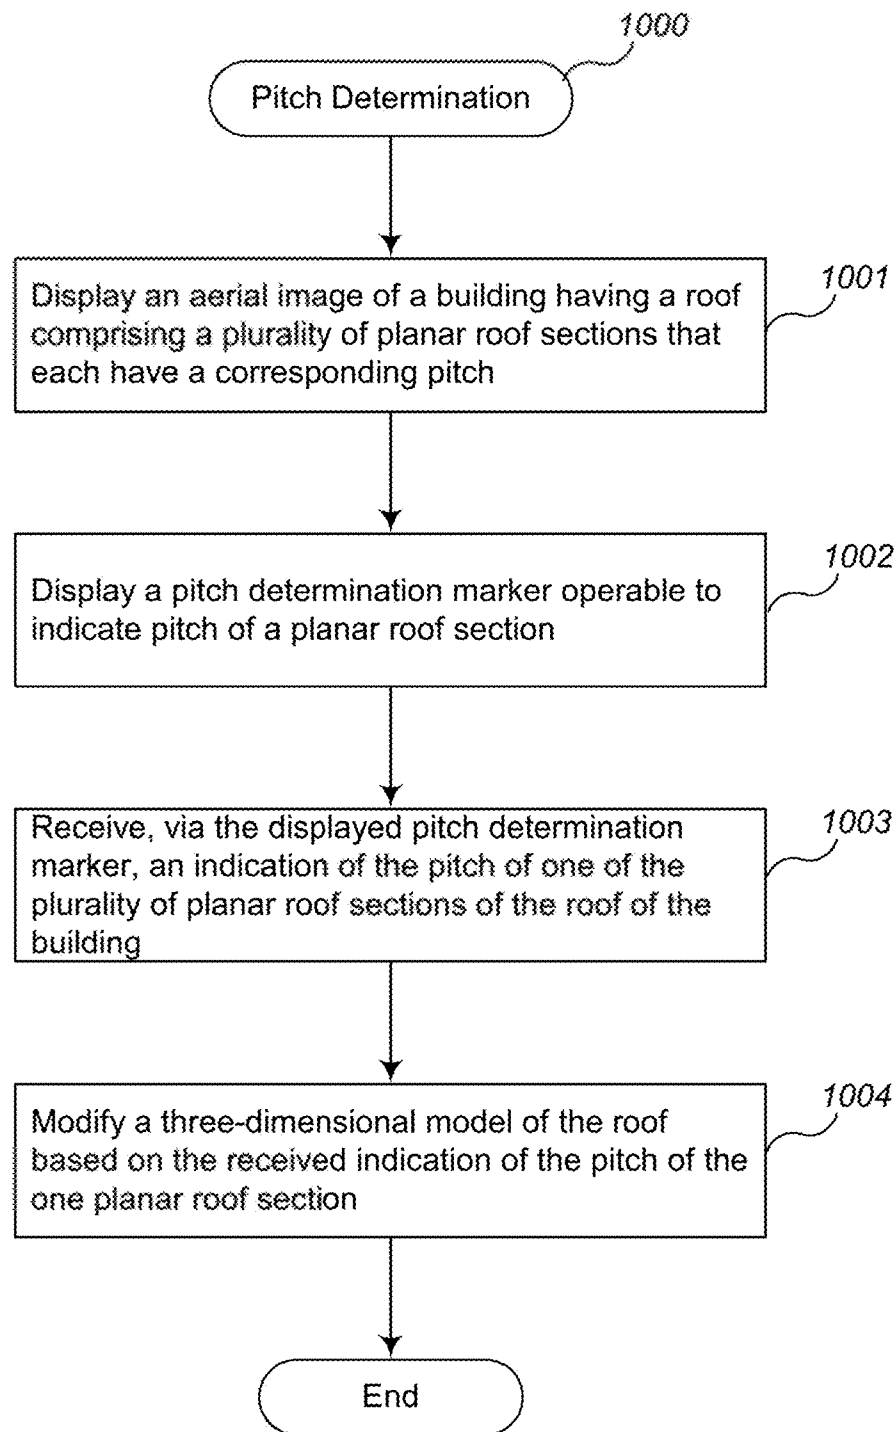 1000
Pitch Determination
1001
Display an aerial image of a building having a roof
comprising a plurality of planar roof sections that
each have a corresponding pitch
1002
Display a pitch determination marker operable to
indicate pitch of a planar roof section
1003
Receive, via the displayed pitch determination
marker, an indication of the pitch of one of the
plurality of planar roof sections of the roof of the
building
1004
Modify a three-dimensional model of the roof
based on the received indication of the pitch of the
one planar roof section
End